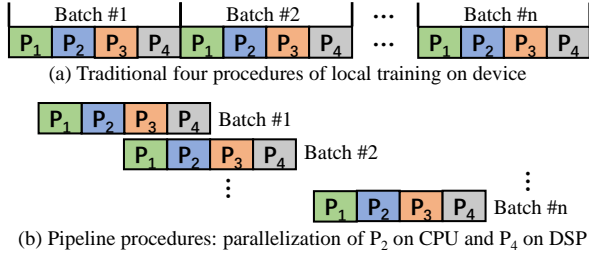 Batch #1 Batch #2 ... Batch #n
P₁ P₂ P₃ P₄ P₁ P₂ P₃ P₄ ... P₁ P₂ P₃ P₄
(a) Traditional four procedures of local training on device
P₁ P₂ P₃ P₄ Batch #1
P₁ P₂ P₃ P₄ Batch #2
⋮ ⋮
P₁ P₂ P₃ P₄ Batch #n
(b) Pipeline procedures: parallelization of P₂ on CPU and P₄ on DSP